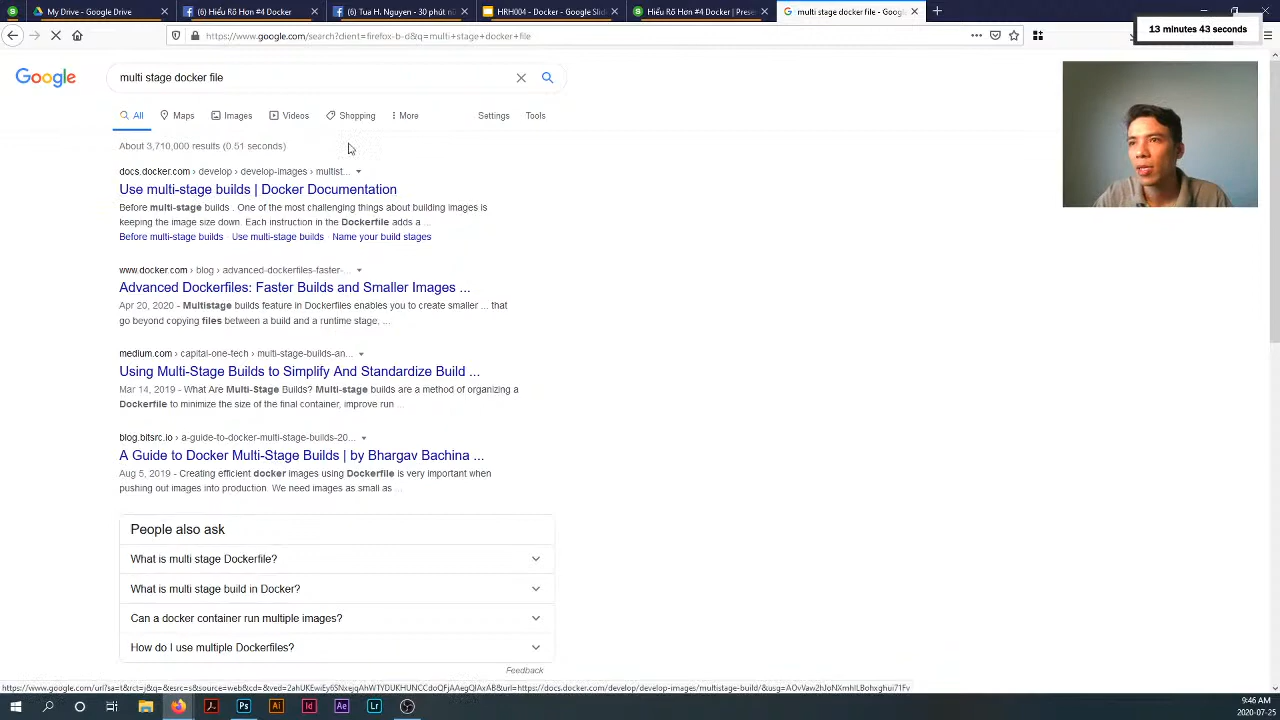 My Drive - Google Drive
(6) Hiểu Rõ Hơn #4 Docker
(6) Tua H. Nguyen - 30 phút nữ
HRH004 - Docker - Google Slide
Hiểu Rõ Hơn #4 Docker | Prese
multi stage docker file - Google
13 minutes 43 seconds
https://www.google.com/search?client=firefox-b-d&q=multi+stage+docker+file
Google
multi stage docker file
All
Maps
Images
Videos
Shopping
More
Settings
Tools
About 3,710,000 results (0.51 seconds)
docs.docker.com › develop › develop-images › multist...
Use multi-stage builds | Docker Documentation
Before multi-stage builds . One of the most challenging things about building images is
keeping the image size down. Each instruction in the Dockerfile adds a ...
Before multi-stage builds · Use multi-stage builds · Name your build stages
www.docker.com › blog › advanced-dockerfiles-faster-...
Advanced Dockerfiles: Faster Builds and Smaller Images ...
Apr 20, 2020 - Multistage builds feature in Dockerfiles enables you to create smaller ... that
go beyond copying files between a build and a runtime stage, ...
medium.com › capital-one-tech › multi-stage-builds-an...
Using Multi-Stage Builds to Simplify And Standardize Build ...
Mar 14, 2019 - What Are Multi-Stage Builds? Multi-stage builds are a method of organizing a
Dockerfile to minimize the size of the final container, improve run ...
blog.bitsrc.io › a-guide-to-docker-multi-stage-builds-20...
A Guide to Docker Multi-Stage Builds | by Bhargav Bachina ...
Aug 5, 2019 - Creating efficient docker images using Dockerfile is very important when
pushing out images into production. We need images as small as ...
People also ask
What is multi stage Dockerfile?
What is multi stage build in Docker?
Can a docker container run multiple images?
How do I use multiple Dockerfiles?
Feedback
9:46 AM
2020-07-25